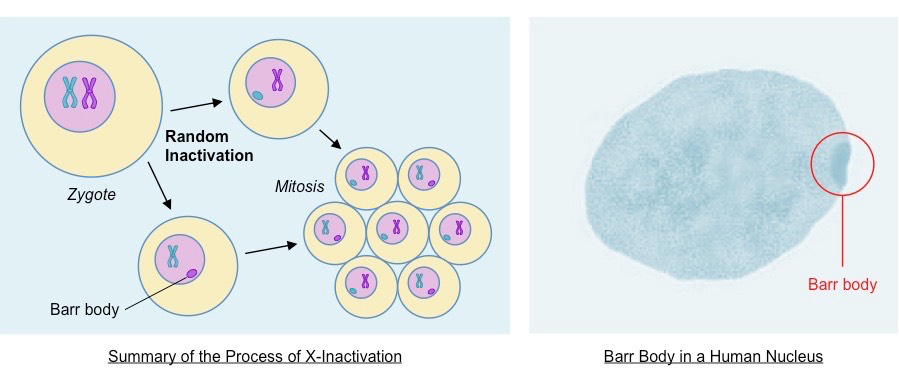 Zygote
Random
Inactivation
Mitosis
Barr body
Summary of the Process of X-Inactivation
Barr body
Barr Body in a Human Nucleus